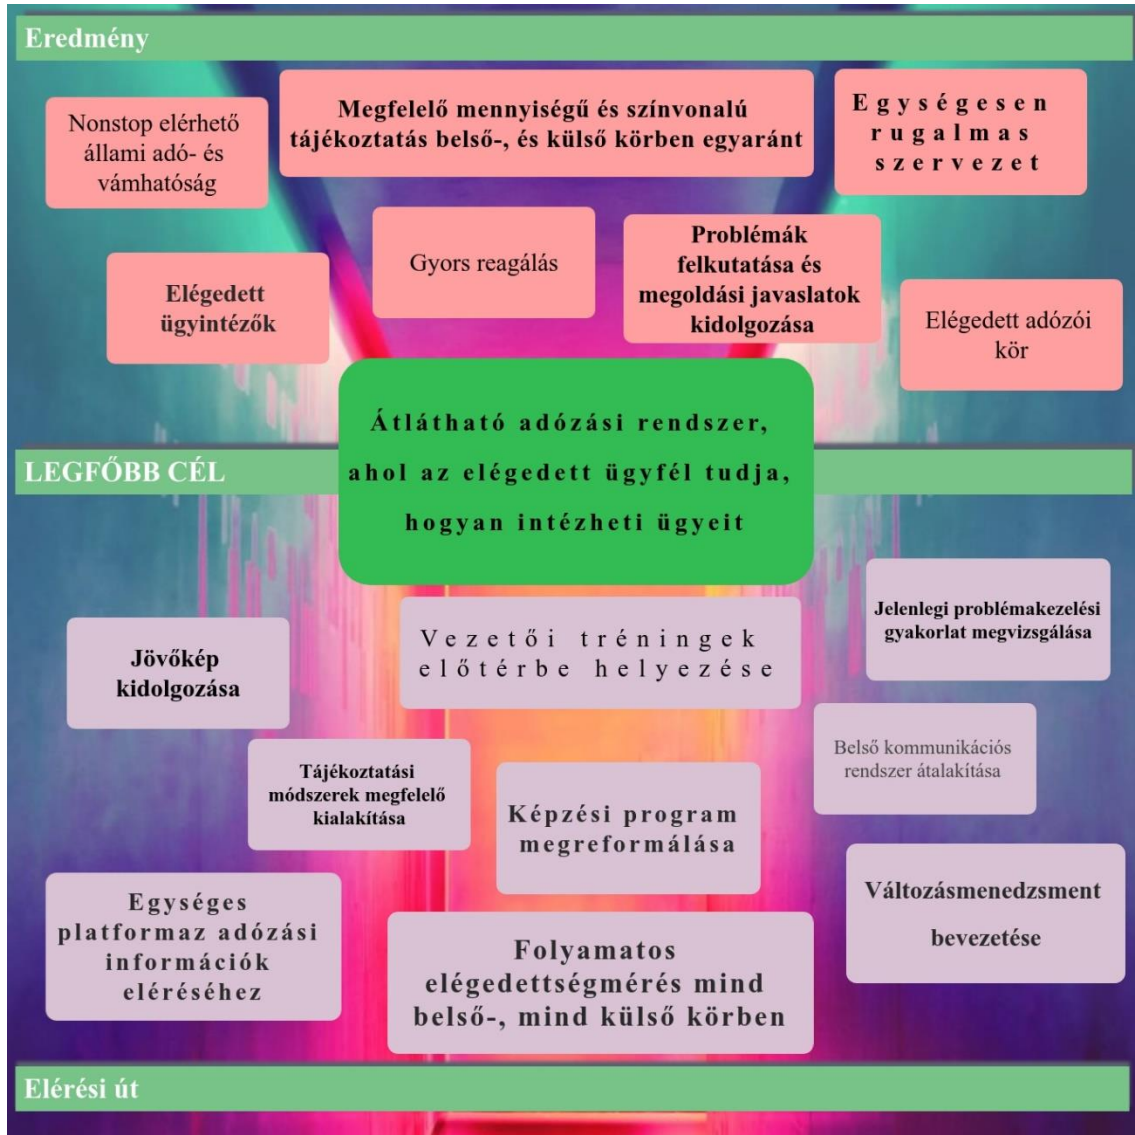 Eredmény
Nonstop elérhető
állami adó- és
vámhatóság
Megfelelő mennyiségű és színvonalú
tájékoztatás belső-, és külső körben egyaránt
Egységesen
rugalmas
szervezet
Elégedett
ügyintézők
Gyors reagálás
Problémák
felkutatása és
megoldási javaslatok
kidolgozása
Elégedett adózói
kör
Átlátható adózási rendszer,
ahol az elégedett ügyfél tudja,
hogyan intézheti ügyeit
LEGFŐBB CÉL
Jövőkép
kidolgozása
Vezetői tréningek
előtérbe helyezése
Jelenlegi problémakezelési
gyakorlat megvizsgálása
Tájékoztatási
módszerek megfelelő
kialakítása
Képzési program
megreformálása
Belső kommunikációs
rendszer átalakítása
Egységes
platformaz adózási
információk
eléréséhez
Folyamatos
elégedettségmérés mind
belső-, mind külső körben
Változásmenedzsment
bevezetése
Elérési út